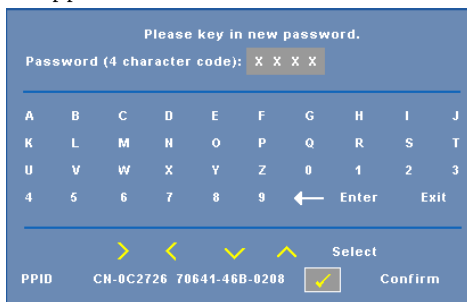 Please key in new password.
Password (4 character code): X X X X
A B C D E F G H I J
K L M N O P Q R S T
U V W X Y Z 0 1 2 3
4 5 6 7 8 9 Enter Exit
Select
PPID CN-0C2726 70641-46B-0208 Confirm